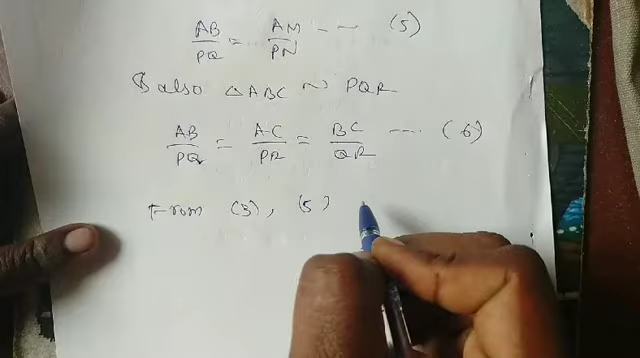 AB/PQ = AM/PN -- (5)
also △ABC ~ PQR
AB/PQ = AC/PR = BC/QR --- (6)
From (3), (5)